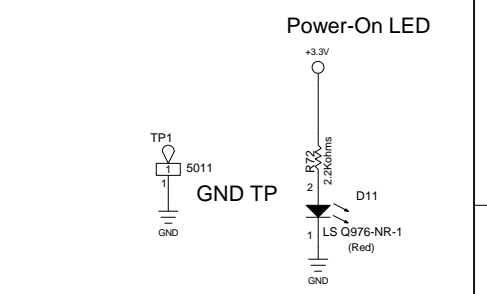 Power-On LED
+3.3V
TP1
1
5011
1
GND TP
GND
R72
2.2Kohms
2
D11
1
LS Q976-NR-1
(Red)
GND